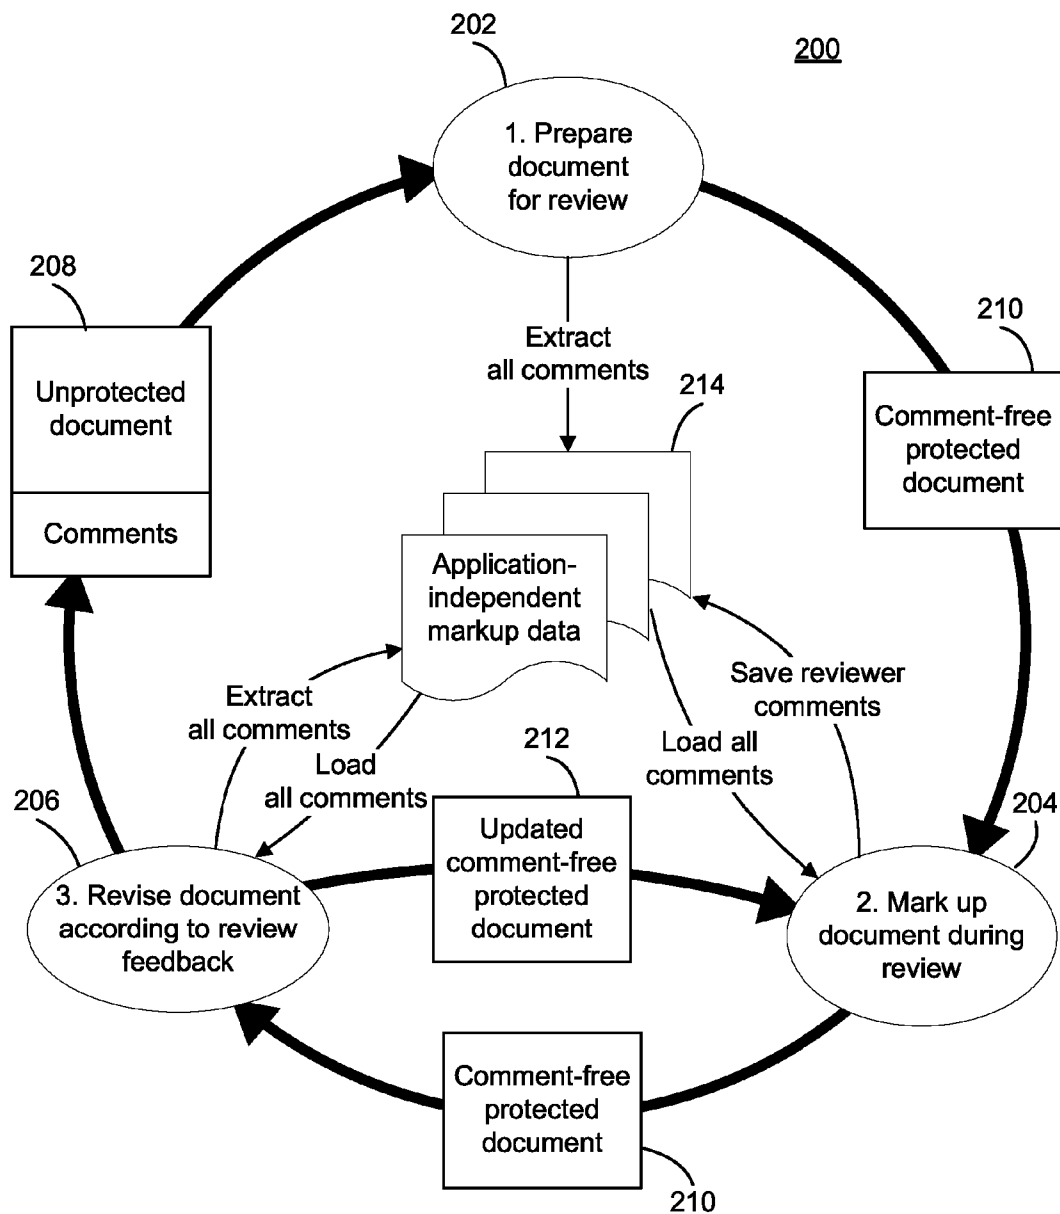 202
200
1. Prepare
document
for review
208
210
Extract
all comments
214
Unprotected
document
Comment-free
protected
document
Comments
Application-
independent
markup data
Save reviewer
comments
Extract
all comments
212
Load all
comments
Load
all comments
206
204
Updated
comment-free
protected
document
3. Revise document
according to review
feedback
2. Mark up
document during
review
Comment-free
protected
document
210